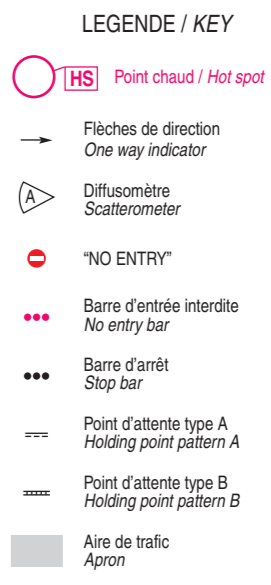 LEGENDE / KEY
HS Point chaud / Hot spot
Flèches de direction
One way indicator
A Diffusomètre
Scatterometer
“NO ENTRY”
Barre d'entrée interdite
No entry bar
Barre d'arrêt
Stop bar
Point d'attente type A
Holding point pattern A
Point d'attente type B
Holding point pattern B
Aire de trafic
Apron